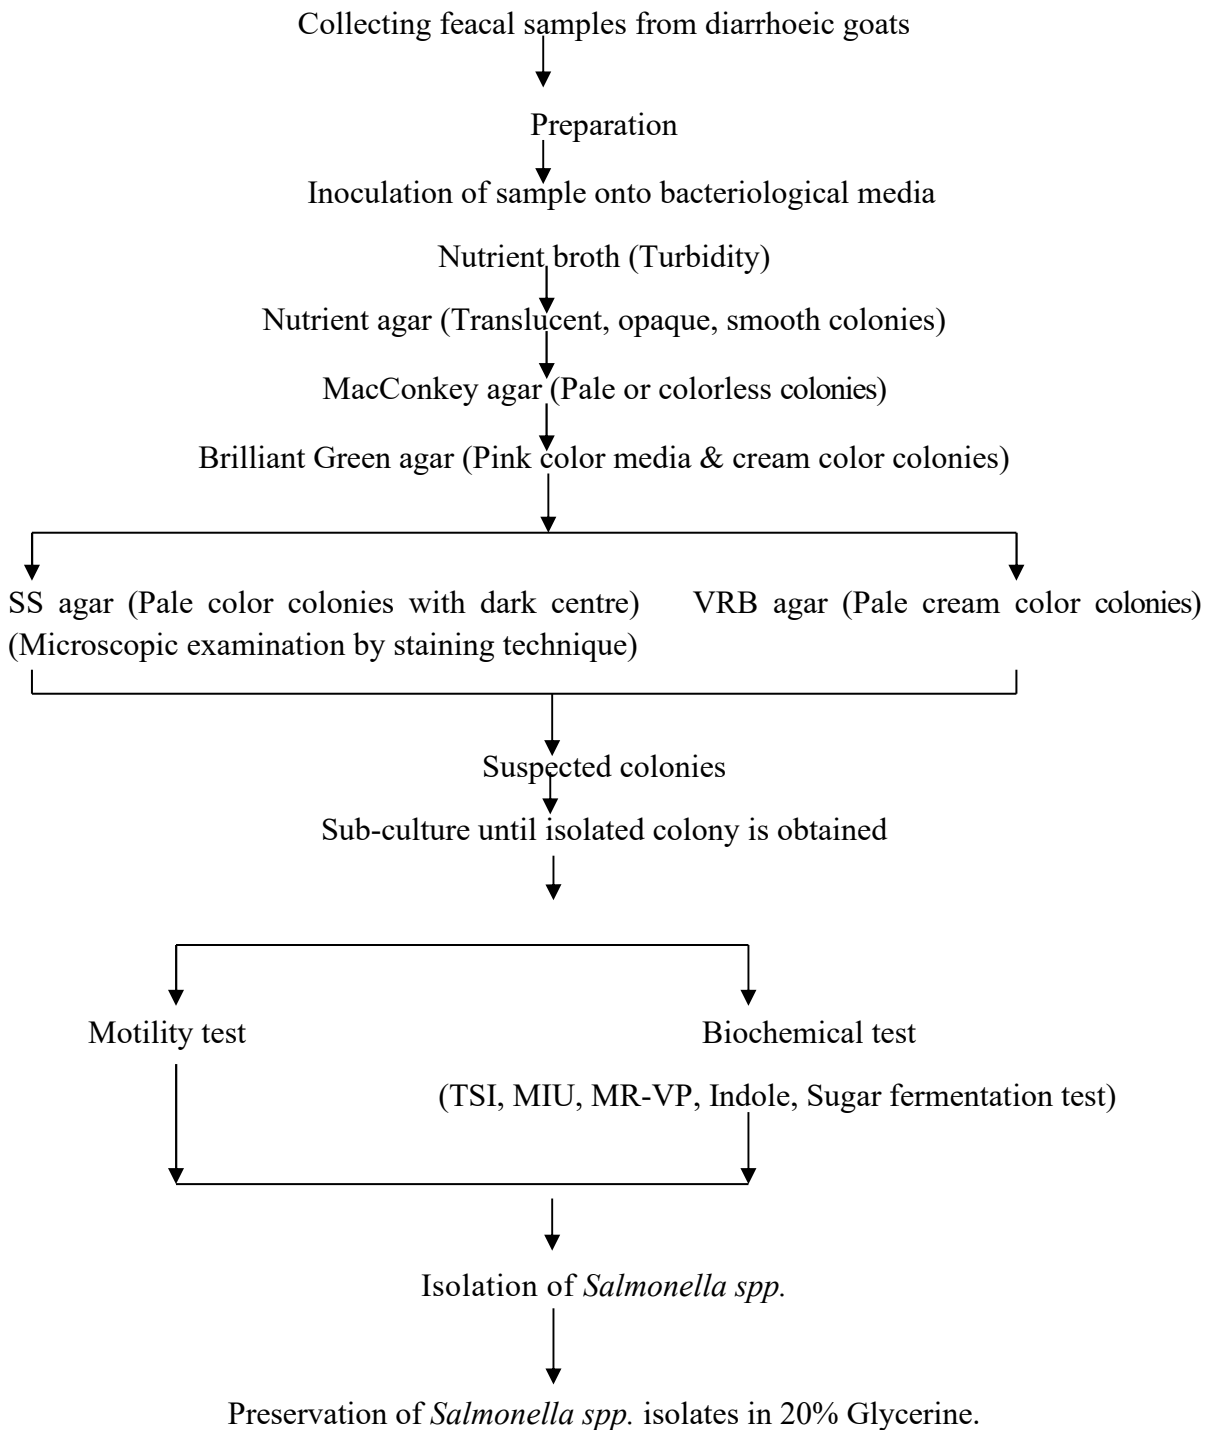 Collecting feacal samples from diarrhoeic goats
Preparation
Inoculation of sample onto bacteriological media
Nutrient broth (Turbidity)
Nutrient agar (Translucent, opaque, smooth colonies)
MacConkey agar (Pale or colorless colonies)
Brilliant Green agar (Pink color media & cream color colonies)
SS agar (Pale color colonies with dark centre)
(Microscopic examination by staining technique)
VRB agar (Pale cream color colonies)
Suspected colonies
Sub-culture until isolated colony is obtained
Motility test
Biochemical test
(TSI, MIU, MR-VP, Indole, Sugar fermentation test)
Isolation of Salmonella spp.
Preservation of Salmonella spp. isolates in 20% Glycerine.